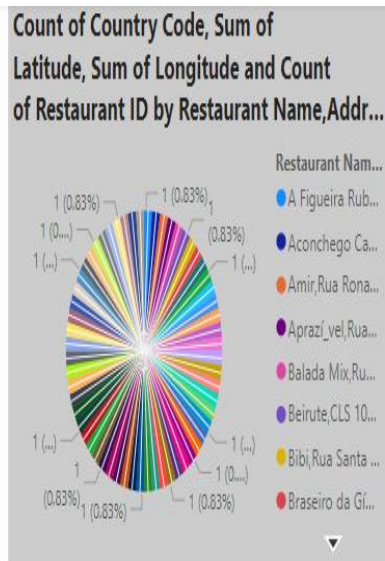 Count of Country Code, Sum of
Latitude, Sum of Longitude and Count
of Restaurant ID by Restaurant Name,Addr...
Restaurant Nam...
A Figueira Rub...
Aconchego Ca...
Amir,Rua Rona...
Aprazí_vel,Rua...
Balada Mix,Ru...
Beirute,CLS 10...
Bibi,Rua Santa ...
Braseiro da Gí...
1 (0.83%)
1
(0.83%)
1 (...)
1 (...)
1 (0....)
1 (0.83%)
1 (0.83%)
1
(0.83%)
1 (...)
1 (...)
1 (0....)
1 (0.83%)